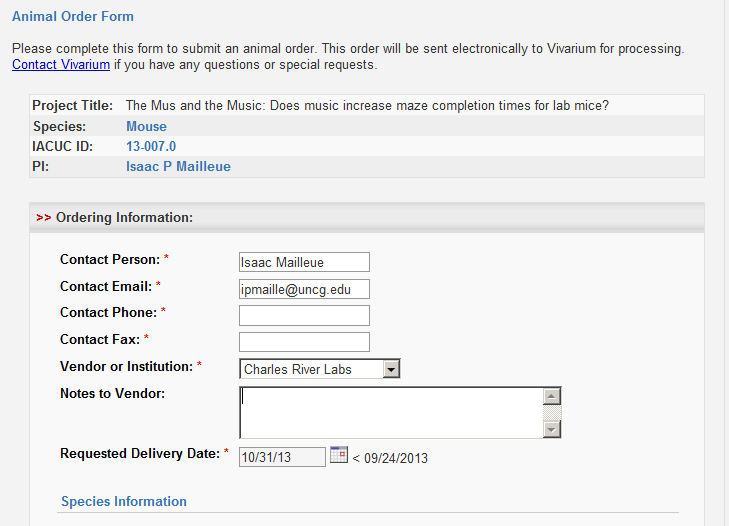 Animal Order Form
Please complete this form to submit an animal order. This order will be sent electronically to Vivarium for processing.
Contact Vivarium if you have any questions or special requests.
Project Title: The Mus and the Music: Does music increase maze completion times for lab mice?
Species: Mouse
IACUC ID: 13-007.0
PI: Isaac P Mailleue
>> Ordering Information:
Contact Person: * Isaac Mailleue
Contact Email: * ipmaille@uncg.edu
Contact Phone: *
Contact Fax: *
Vendor or Institution: * Charles River Labs
Notes to Vendor:
Requested Delivery Date: * 10/31/13 < 09/24/2013
Species Information